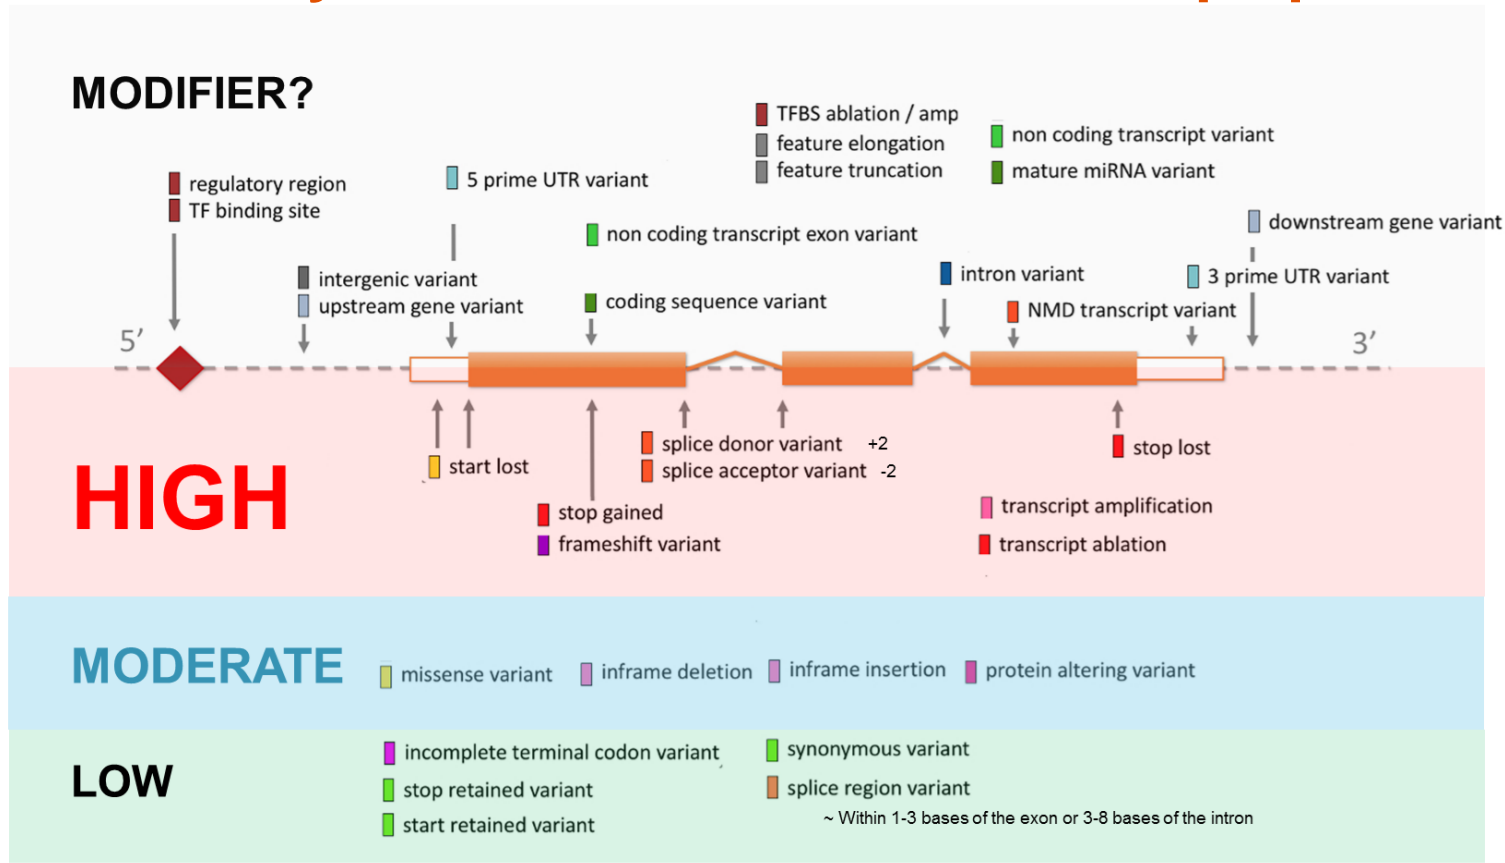 MODIFIER?
TFBS ablation / amp
feature elongation
feature truncation
non coding transcript variant
mature miRNA variant
regulatory region
TF binding site
5 prime UTR variant
non coding transcript exon variant
downstream gene variant
intergenic variant
upstream gene variant
coding sequence variant
intron variant
3 prime UTR variant
NMD transcript variant
5′
3′
HIGH
start lost
splice donor variant +2
splice acceptor variant -2
stop lost
stop gained
frameshift variant
transcript amplification
transcript ablation
MODERATE
missense variant
inframe deletion
inframe insertion
protein altering variant
LOW
incomplete terminal codon variant
stop retained variant
start retained variant
synonymous variant
splice region variant
~ Within 1-3 bases of the exon or 3-8 bases of the intron